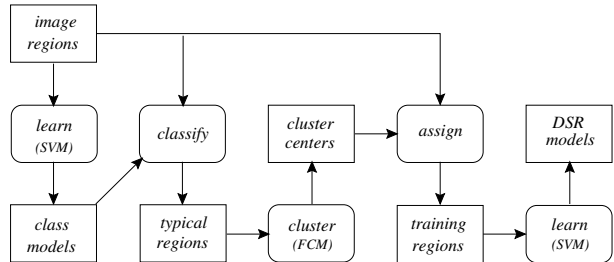 image
regions
learn
(SVM)
classify
cluster
centers
assign
DSR
models
class
models
typical
regions
cluster
(FCM)
training
regions
learn
(SVM)